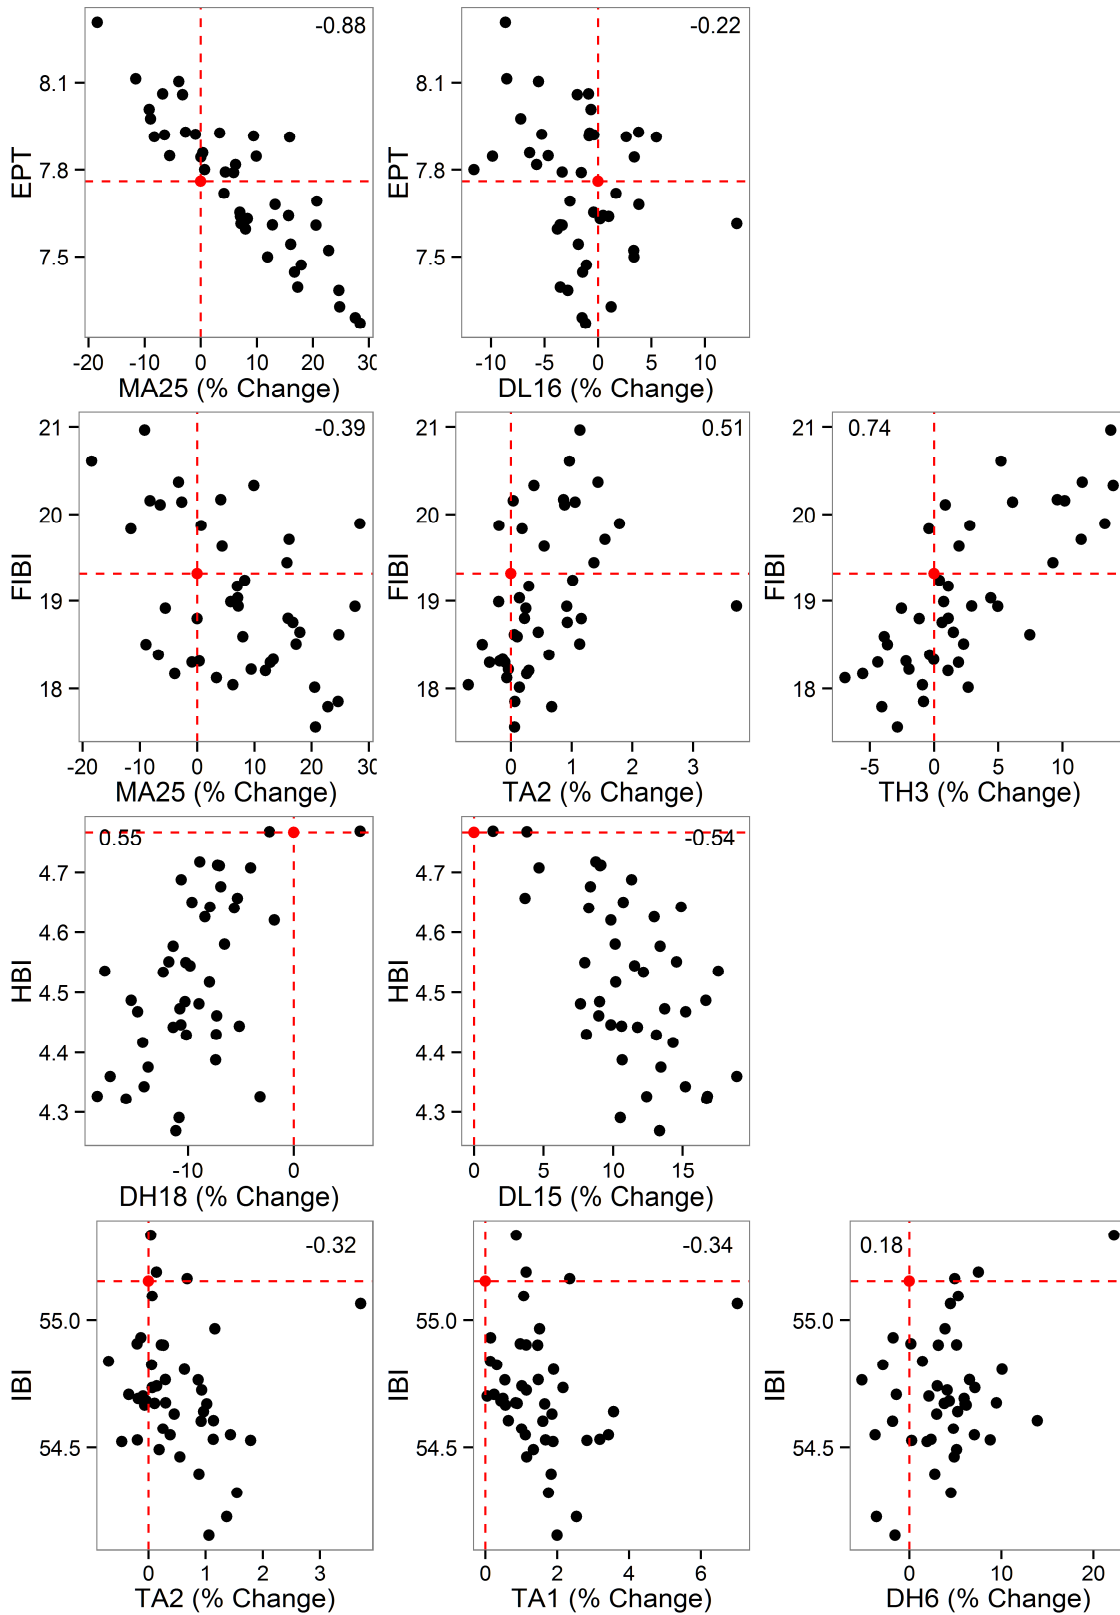 -0.88
-0.22
EPT
8.1
7.8
7.5
EPT
8.1
7.8
7.5
-20 -10 0 10 20 30
-10 -5 0 5 10
MA25 (% Change)
DL16 (% Change)
-0.39
0.51
0.74
FIBI
21
20
19
18
FIBI
21
20
19
18
FIBI
21
20
19
18
-20 -10 0 10 20 30
0 1 2 3
-5 0 5 10
MA25 (% Change)
TA2 (% Change)
TH3 (% Change)
0.55
-0.54
HBI
4.7
4.6
4.5
4.4
4.3
HBI
4.7
4.6
4.5
4.4
4.3
-10 0
0 5 10 15
DH18 (% Change)
DL15 (% Change)
-0.32
-0.34
0.18
IBI
55.0
54.5
IBI
55.0
54.5
IBI
55.0
54.5
0 1 2 3
0 2 4 6
0 10 20
TA2 (% Change)
TA1 (% Change)
DH6 (% Change)